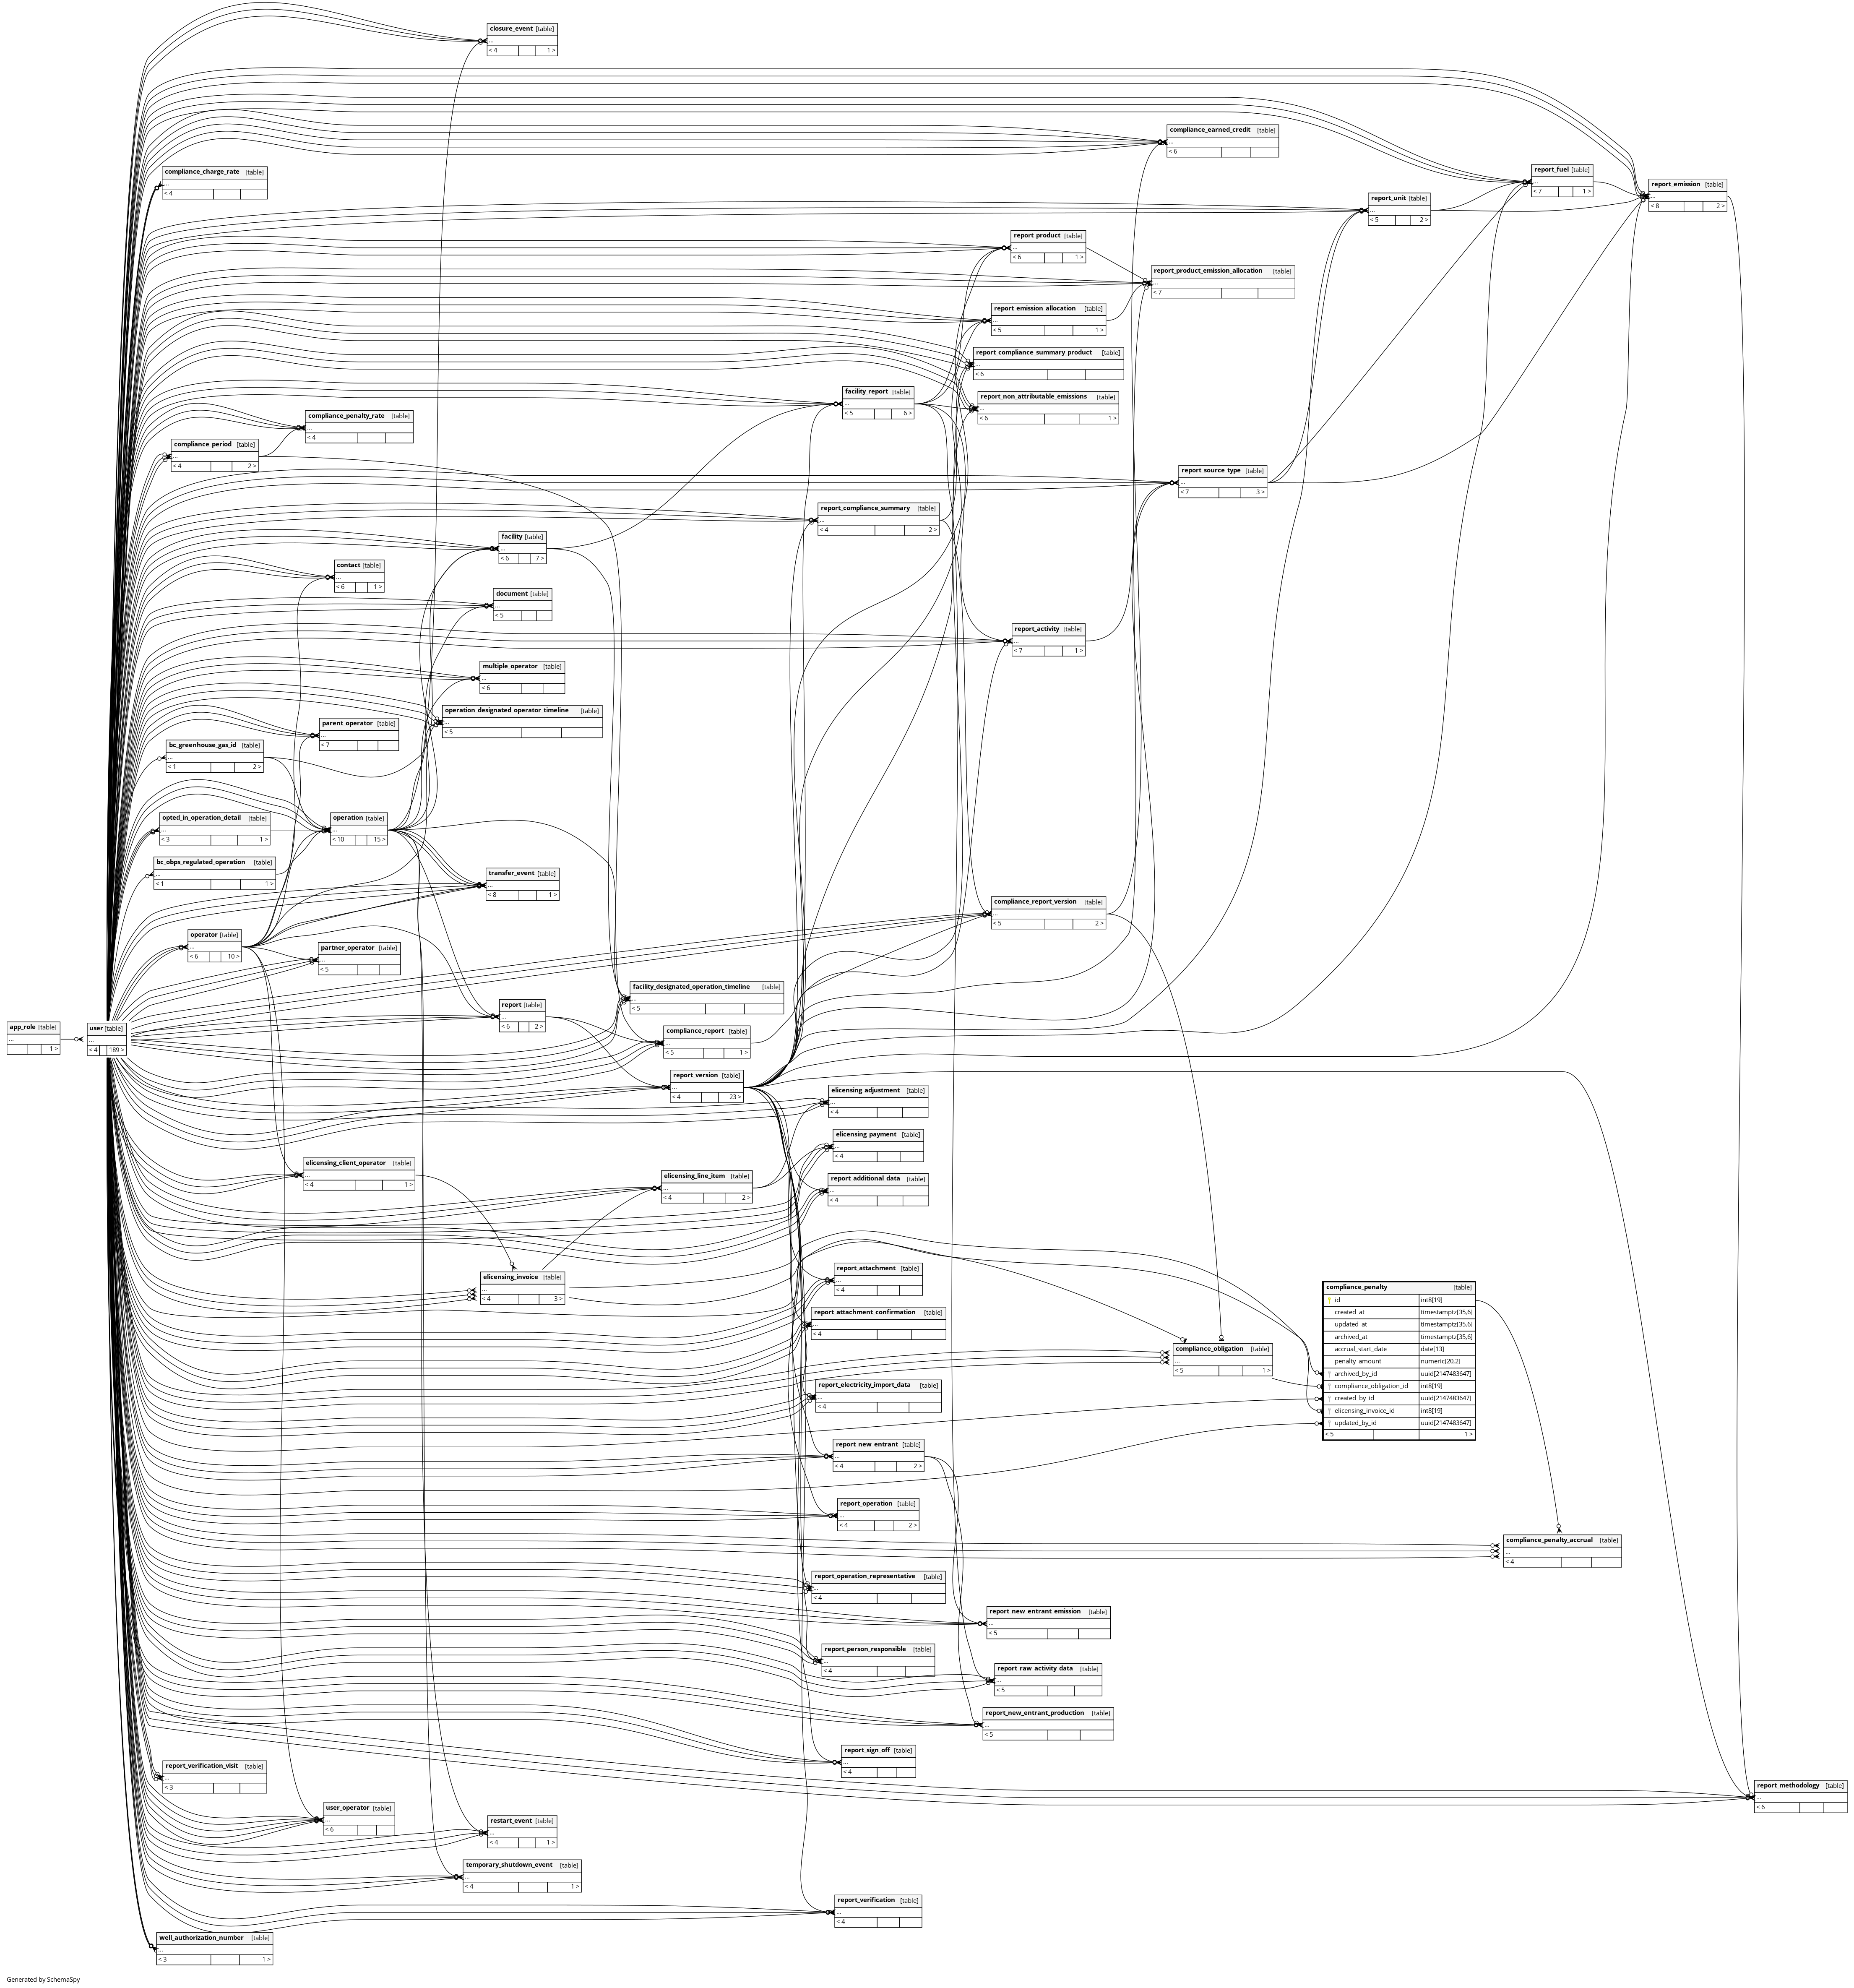 closure_event [table]
...
< 4 1 >
compliance_earned_credit [table]
...
< 6
compliance_charge_rate [table]
...
< 4
report_fuel [table]
...
< 7 1 >
report_emission [table]
...
< 8 2 >
report_unit [table]
...
< 5 2 >
report_product [table]
...
< 6 1 >
report_product_emission_allocation [table]
...
< 7
report_emission_allocation [table]
...
< 5 1 >
report_compliance_summary_product [table]
...
< 6
facility_report [table]
...
< 5 6 >
report_non_attributable_emissions [table]
...
< 6 1 >
compliance_penalty_rate [table]
...
< 4
compliance_period [table]
...
< 4 2 >
report_source_type [table]
...
< 7 3 >
report_compliance_summary [table]
...
< 4 2 >
facility [table]
...
< 6 7 >
contact [table]
...
< 6 1 >
document [table]
...
< 5
report_activity [table]
...
< 7 1 >
multiple_operator [table]
...
< 6
operation_designated_operator_timeline [table]
...
< 5
parent_operator [table]
...
< 7
bc_greenhouse_gas_id [table]
...
< 1 2 >
opted_in_operation_detail [table]
...
< 3 1 >
operation [table]
...
< 10 15 >
bc_obps_regulated_operation [table]
...
< 1 1 >
transfer_event [table]
...
< 8 1 >
compliance_report_version [table]
...
< 5 2 >
operator [table]
...
< 6 10 >
partner_operator [table]
...
< 5
facility_designated_operation_timeline [table]
...
< 5
report [table]
...
< 6 2 >
app_role [table]
...
1 >
user [table]
...
< 4 189 >
compliance_report [table]
...
< 5 1 >
report_version [table]
...
< 4 23 >
elicensing_adjustment [table]
...
< 4
elicensing_payment [table]
...
< 4
elicensing_client_operator [table]
...
< 4 1 >
elicensing_line_item [table]
...
< 4 2 >
report_additional_data [table]
...
< 4
elicensing_invoice [table]
...
< 4 3 >
report_attachment [table]
...
< 4
report_attachment_confirmation [table]
...
< 4
compliance_penalty [table]
id int8[19]
created_at timestamptz[35,6]
updated_at timestamptz[35,6]
archived_at timestamptz[35,6]
accrual_start_date date[13]
penalty_amount numeric[20,2]
archived_by_id uuid[2147483647]
compliance_obligation_id int8[19]
created_by_id uuid[2147483647]
elicensing_invoice_id int8[19]
updated_by_id uuid[2147483647]
< 5 1 >
compliance_obligation [table]
...
< 5 1 >
report_electricity_import_data [table]
...
< 4
report_new_entrant [table]
...
< 4 2 >
report_operation [table]
...
< 4 2 >
compliance_penalty_accrual [table]
...
< 4
report_operation_representative [table]
...
< 4
report_new_entrant_emission [table]
...
< 5
report_person_responsible [table]
...
< 4
report_raw_activity_data [table]
...
< 5
report_new_entrant_production [table]
...
< 5
report_sign_off [table]
...
< 4
report_verification_visit [table]
...
< 3
report_methodology [table]
...
< 6
user_operator [table]
...
< 6
restart_event [table]
...
< 4 1 >
temporary_shutdown_event [table]
...
< 4 1 >
report_verification [table]
...
< 4
well_authorization_number [table]
...
< 3 1 >
Generated by SchemaSpy